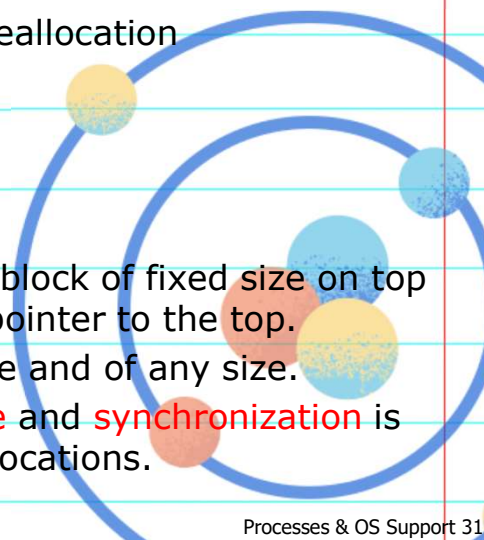 eallocation
block of fixed size on top
pointer to the top.
e and of any size.
e and synchronization is
ocations.
Processes & OS Support 31